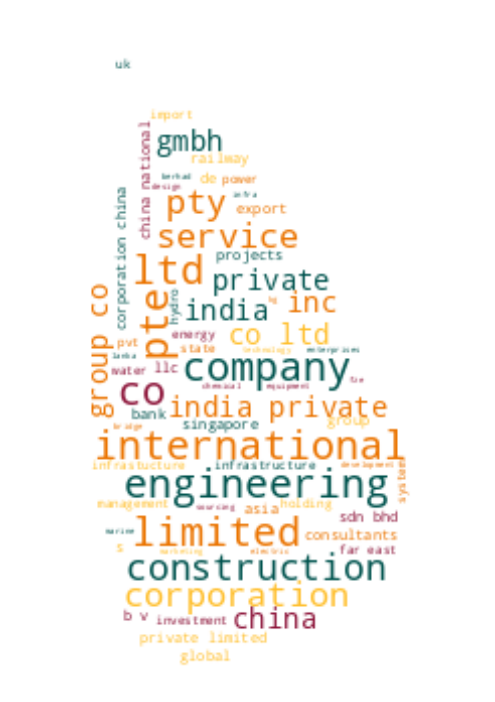 uk
import
gmbh
china national
railway
berhad
de power
design
infra
corporation china
pty
export
service
projects
ltd
private
pte
hydro
india
inc
group co
energy
co ltd
pvt
state
technology
enterprises
lanka
water
llc
company
chemical
equipment
co
bank
india private
bridge
singapore
group
international
infrastucture
infrastructure
development
system
engineering
management
sourcing
asia
holding
limited
sdn bhd
marine
consultants
s
marketing
electric
far east
construction
corporation
b v
investment
china
private limited
global